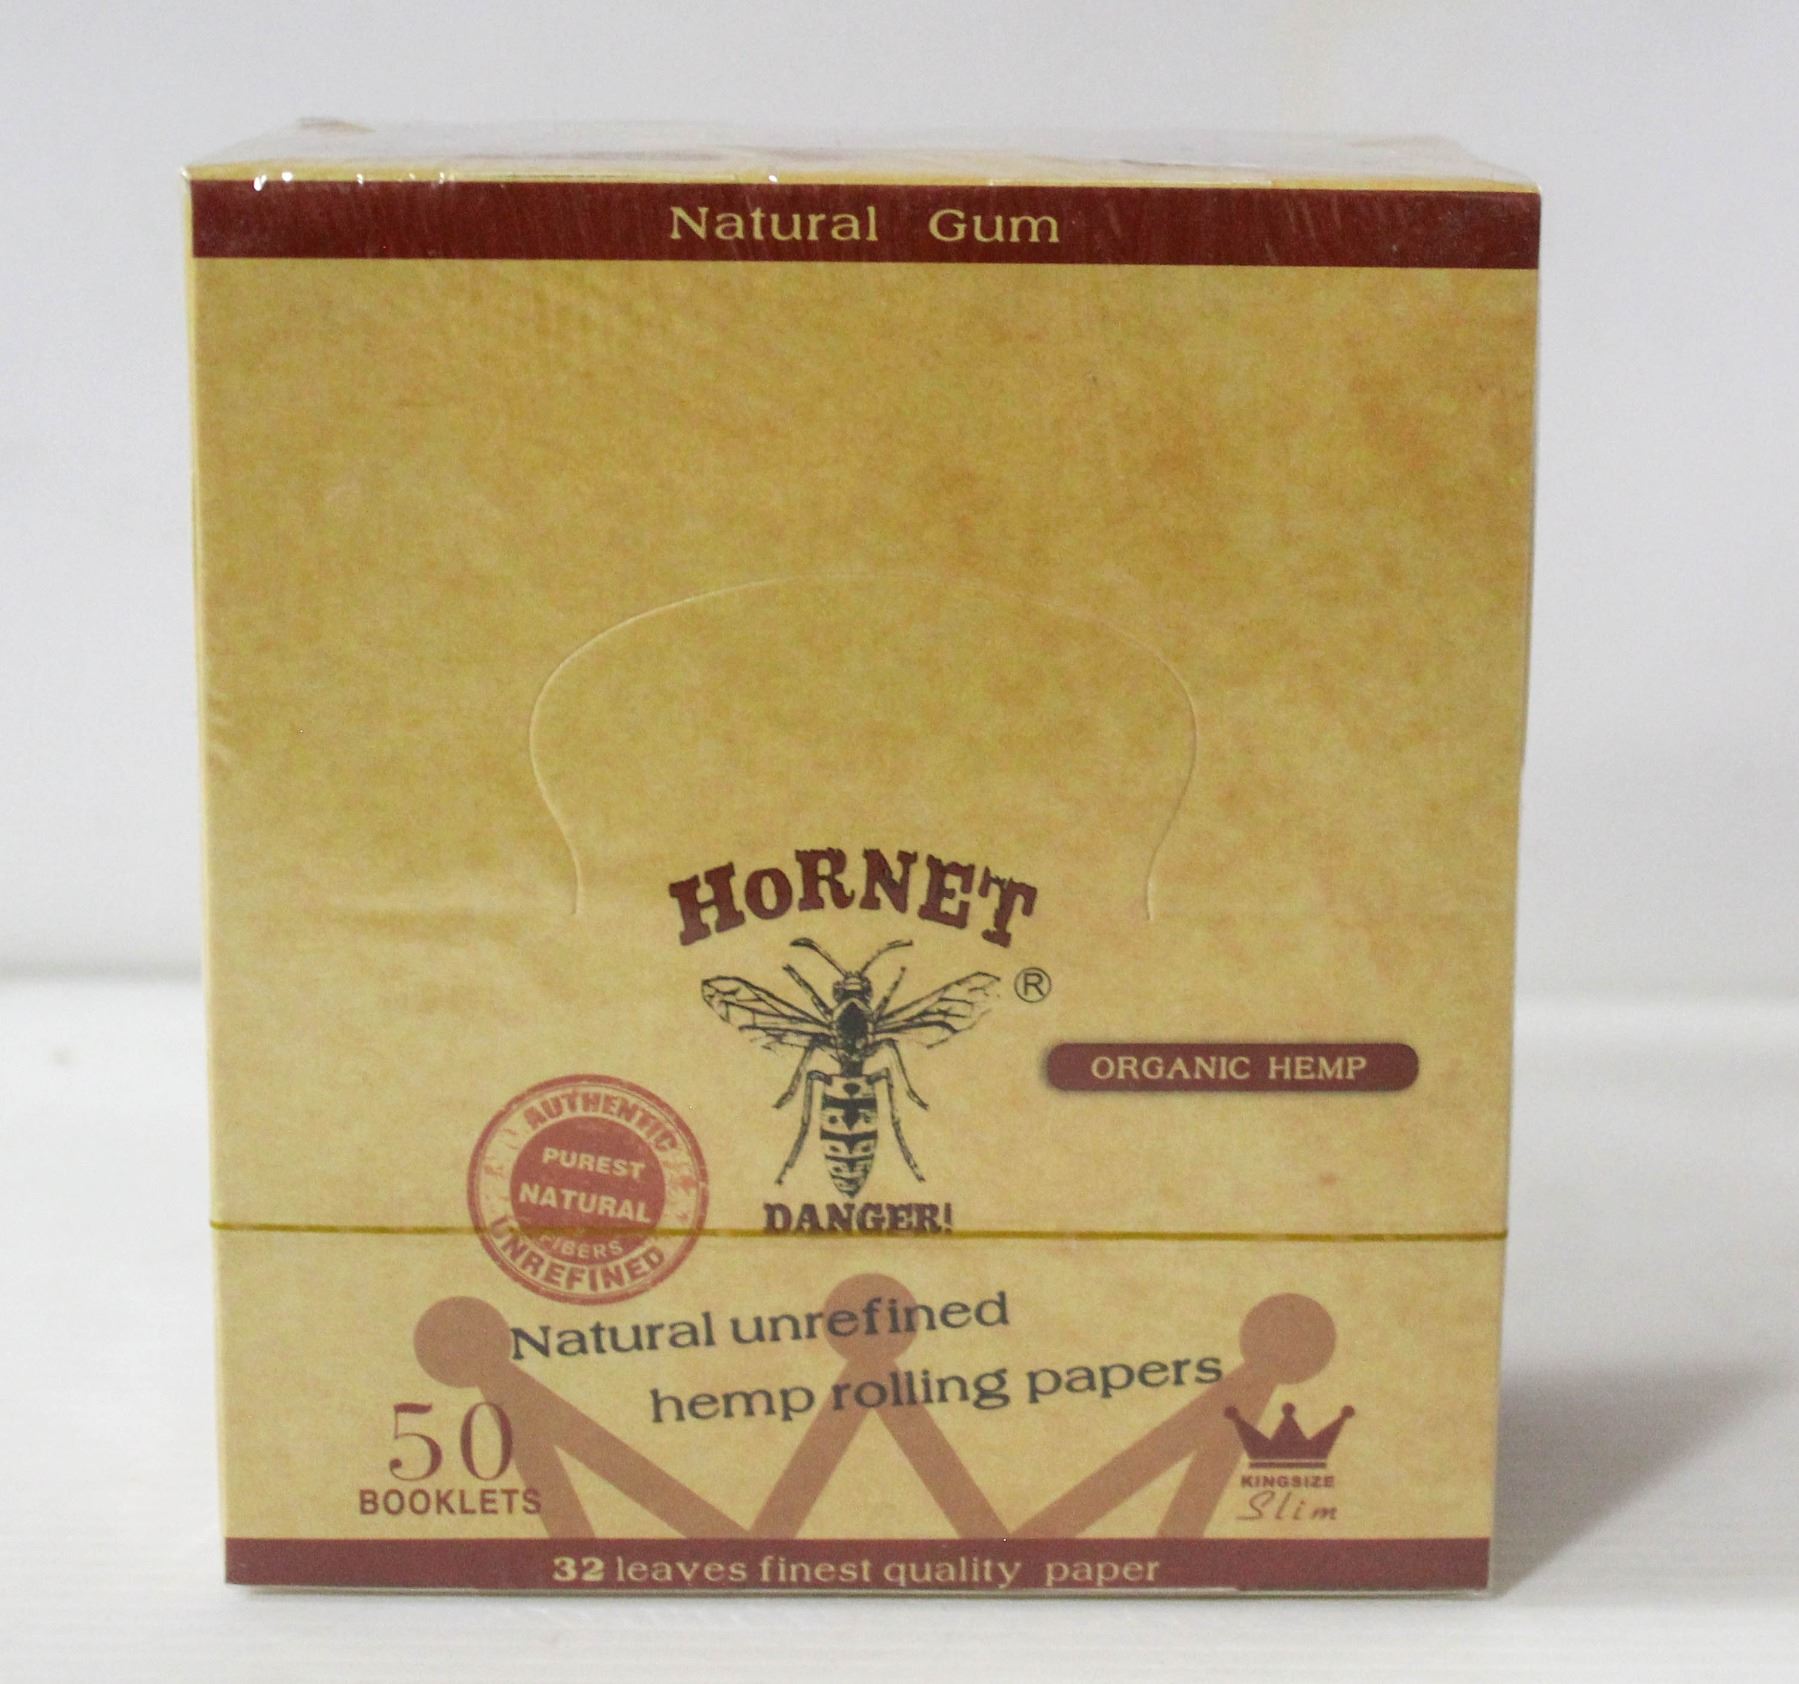 Natural Gum
HoRNET
®
ORGANIC HEMP
AUTHENTIC
PUREST
NATURAL
FIBERS
UNREFINED
DANGER!
Natural unrefined
hemp rolling papers
50
BOOKLETS
KINGSIZE
Slim
32 leaves finest quality paper